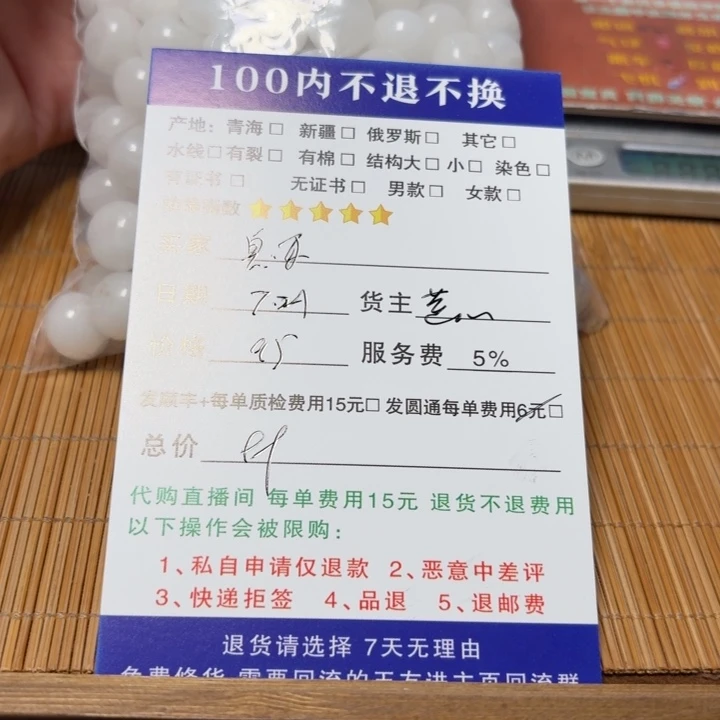 100内不退不换
产地：青海□ 新疆□ 俄罗斯□ 其它□
水线□有裂□ 有棉□ 结构大□ 小□ 染色□
证书□ 无证书□ 男款□ 女款□
数
日期 7.24 货主
95 服务费 5%
发顺丰+每单质检费用15元□ 发圆通每单费用6元□
总价
代购直播间 每单费用15元 退货不退费用
以下操作会被限购：
1、私自申请仅退款 2、恶意中差评
3、快递拒签 4、品退 5、退邮费
退货请选择 7天无理由